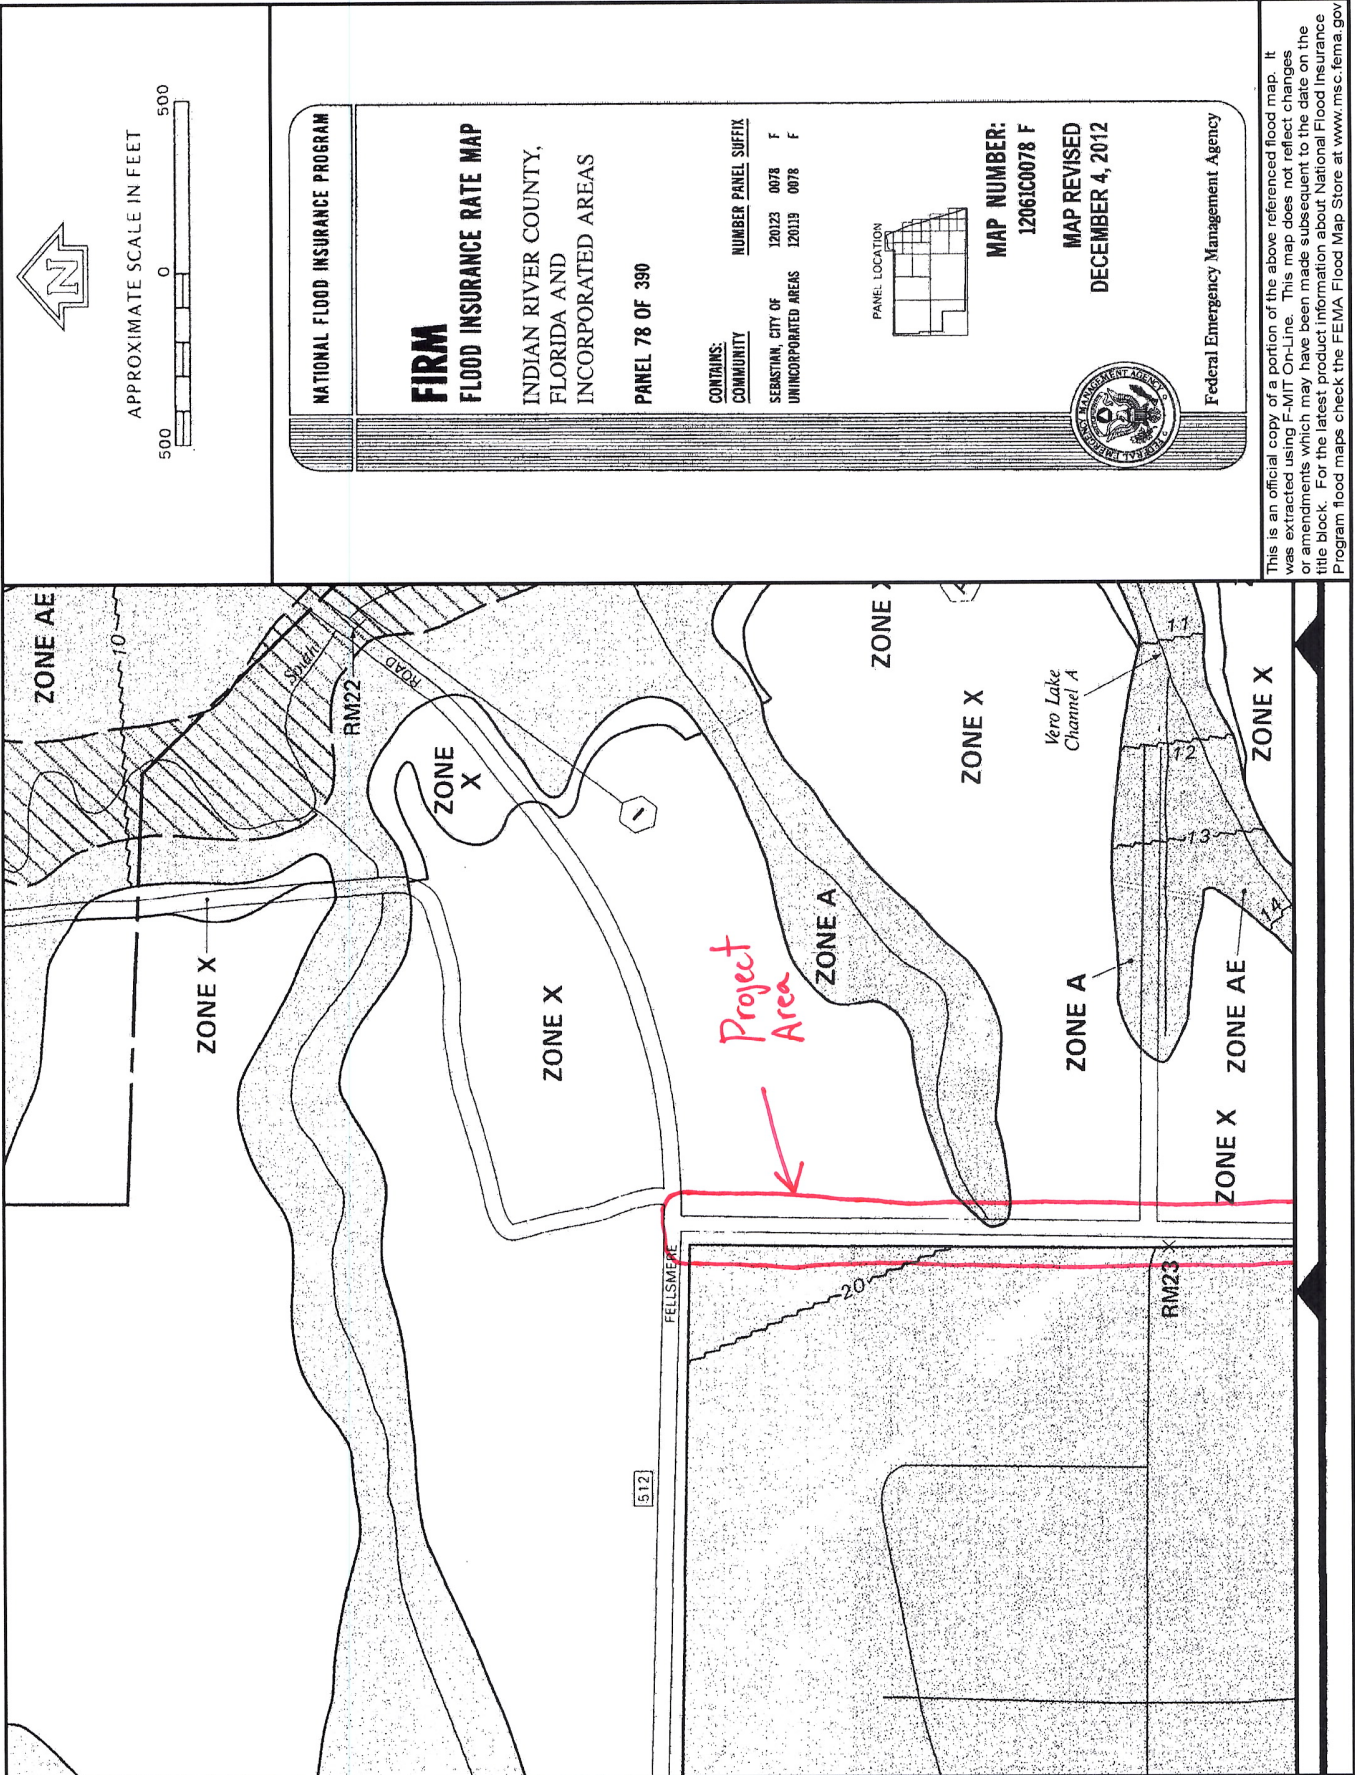 APPROXIMATE SCALE IN FEET
500 0 500
N
NATIONAL FLOOD INSURANCE PROGRAM
FIRM
FLOOD INSURANCE RATE MAP
INDIAN RIVER COUNTY,
FLORIDA AND
INCORPORATED AREAS
PANEL 78 OF 390
CONTAINS:
COMMUNITY NUMBER PANEL SUFFIX
SEBASTIAN, CITY OF 120123 0078 F
UNINCORPORATED AREAS 120119 0078 F
PANEL LOCATION
MAP NUMBER:
12061C0078 F
MAP REVISED
DECEMBER 4, 2012
FEDERAL EMERGENCY MANAGEMENT AGENCY
Federal Emergency Management Agency
This is an official copy of a portion of the above referenced flood map. It
was extracted using F-MIT On-Line. This map does not reflect changes
or amendments which may have been made subsequent to the date on the
title block. For the latest product information about National Flood Insurance
Program flood maps check the FEMA Flood Map Store at www.msc.fema.gov
ZONE AE
10
South
RM22
ROAD
ZONE
X
ZONE X
ZONE X
1
ZONE X
ZONE X
Project
Area
ZONE A
Vero Lake
Channel A
11
12
13
14
ZONE X
ZONE A
ZONE AE
ZONE X
FELLSMERE
20
RM23
512